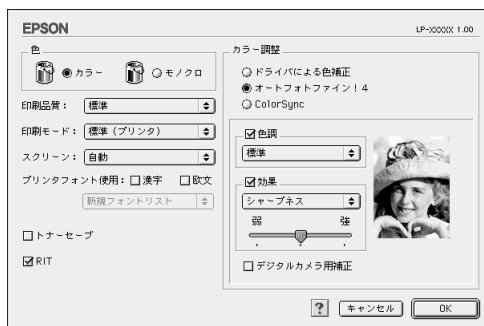 EPSON
LP-XXXXX 1.00
色
カラー
モノクロ
印刷品質：
標準
印刷モード：
標準（プリンタ）
スクリーン：
自動
プリンタフォント使用：
漢字
欧文
新規フォントリスト
トナーセーブ
RIT
カラー調整
ドライバによる色補正
オートフォトファイン！4
ColorSync
色調
標準
効果
シャープネス
弱
強
デジタルカメラ用補正
?
キャンセル
OK